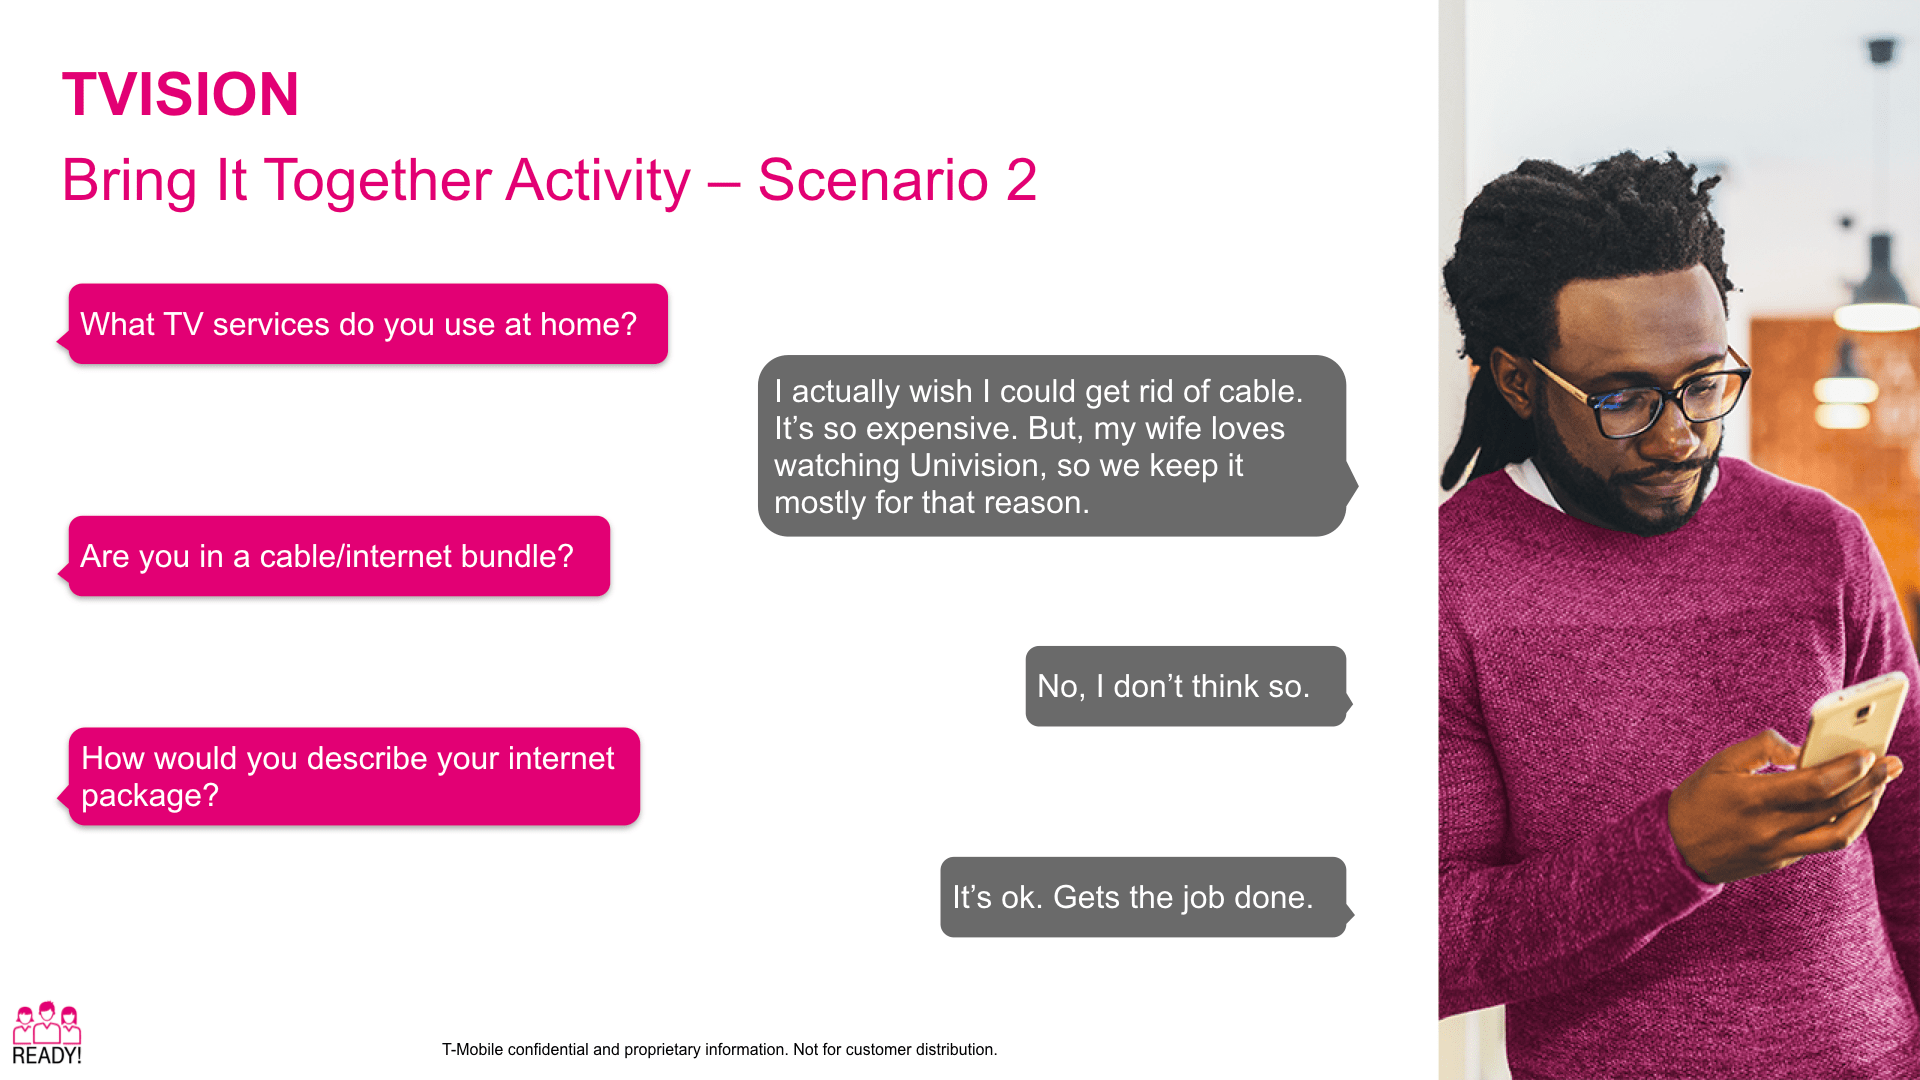 TVISION
Bring It Together Activity – Scenario 2
What TV services do you use at home?
I actually wish I could get rid of cable.
It’s so expensive. But, my wife loves
watching Univision, so we keep it
mostly for that reason.
Are you in a cable/internet bundle?
No, I don’t think so.
How would you describe your internet
package?
It’s ok. Gets the job done.
READY!
T-Mobile confidential and proprietary information. Not for customer distribution.